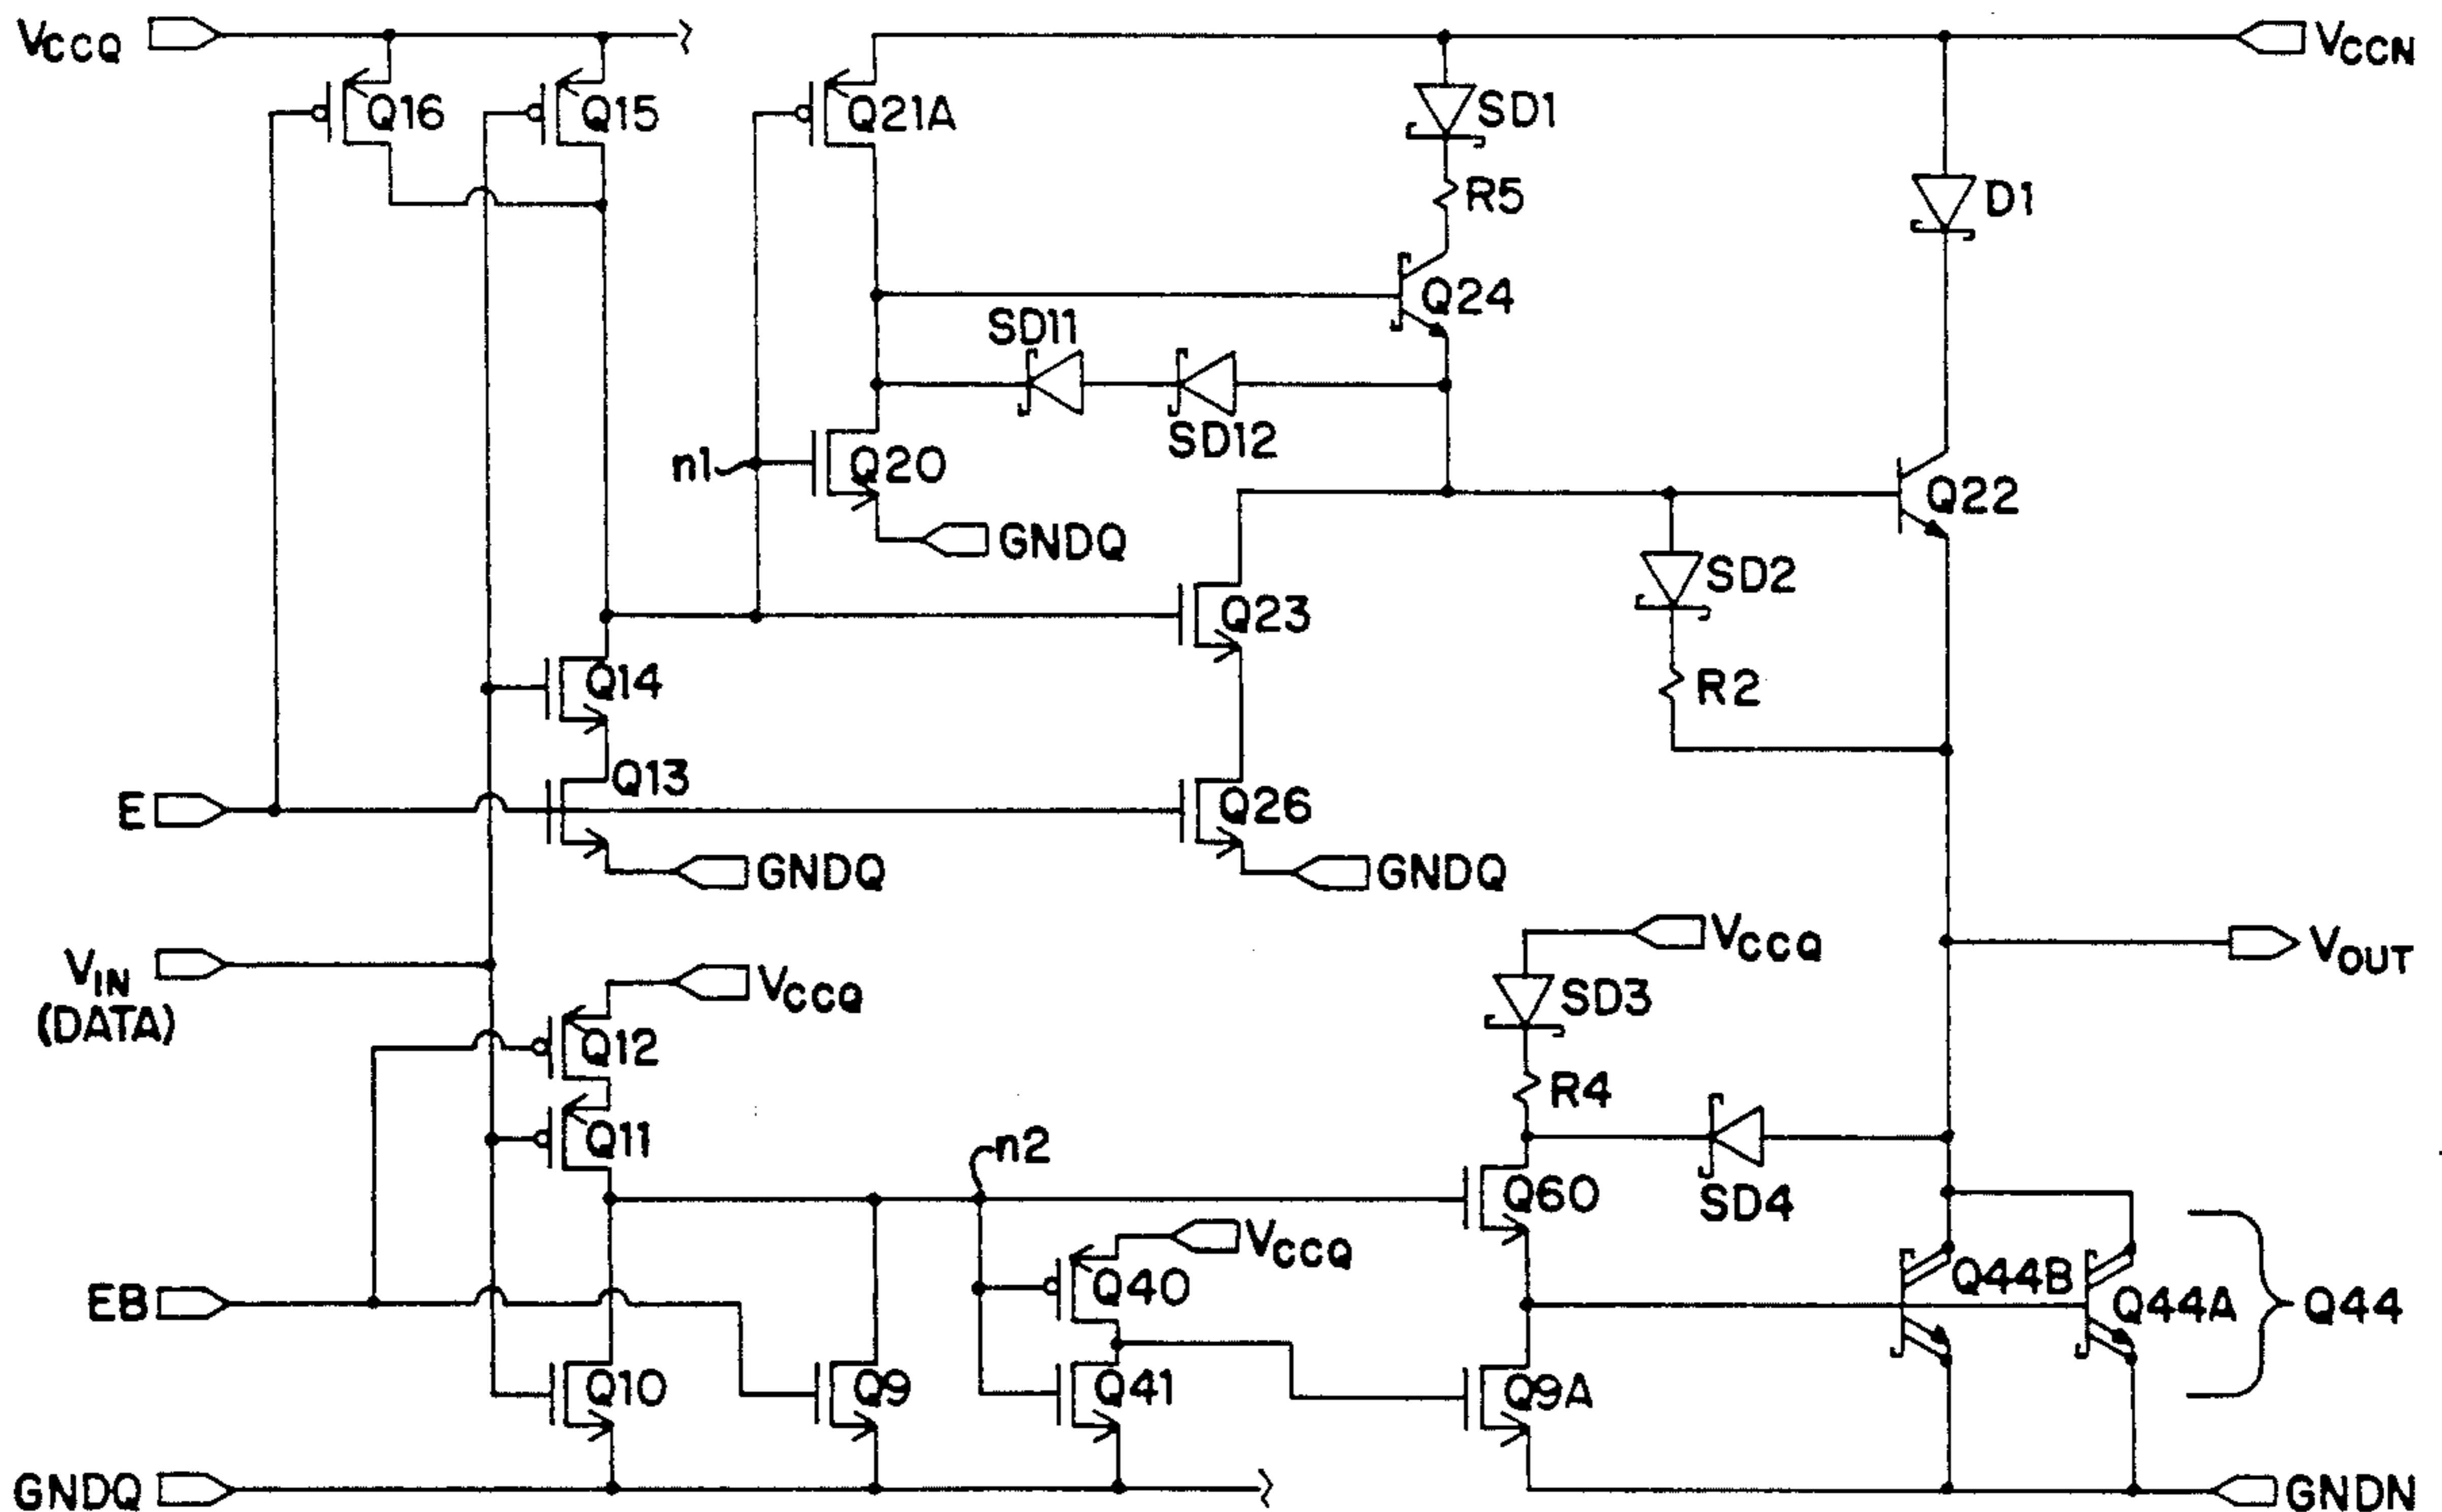 VCCQ
VCCN
Q16
Q15
Q21A
SD1
R5
D1
Q24
SD11
SD12
n1
Q20
Q22
GNDQ
SD2
Q23
Q14
R2
Q13
E
Q26
GNDQ
GNDQ
VIN
(DATA)
VCCQ
VCCQ
VOUT
SD3
Q12
R4
Q11
n2
Q60
SD4
VCCQ
Q44B
EB
Q40
Q44A
Q44
Q10
Q9
Q41
Q9A
GNDQ
GNDN